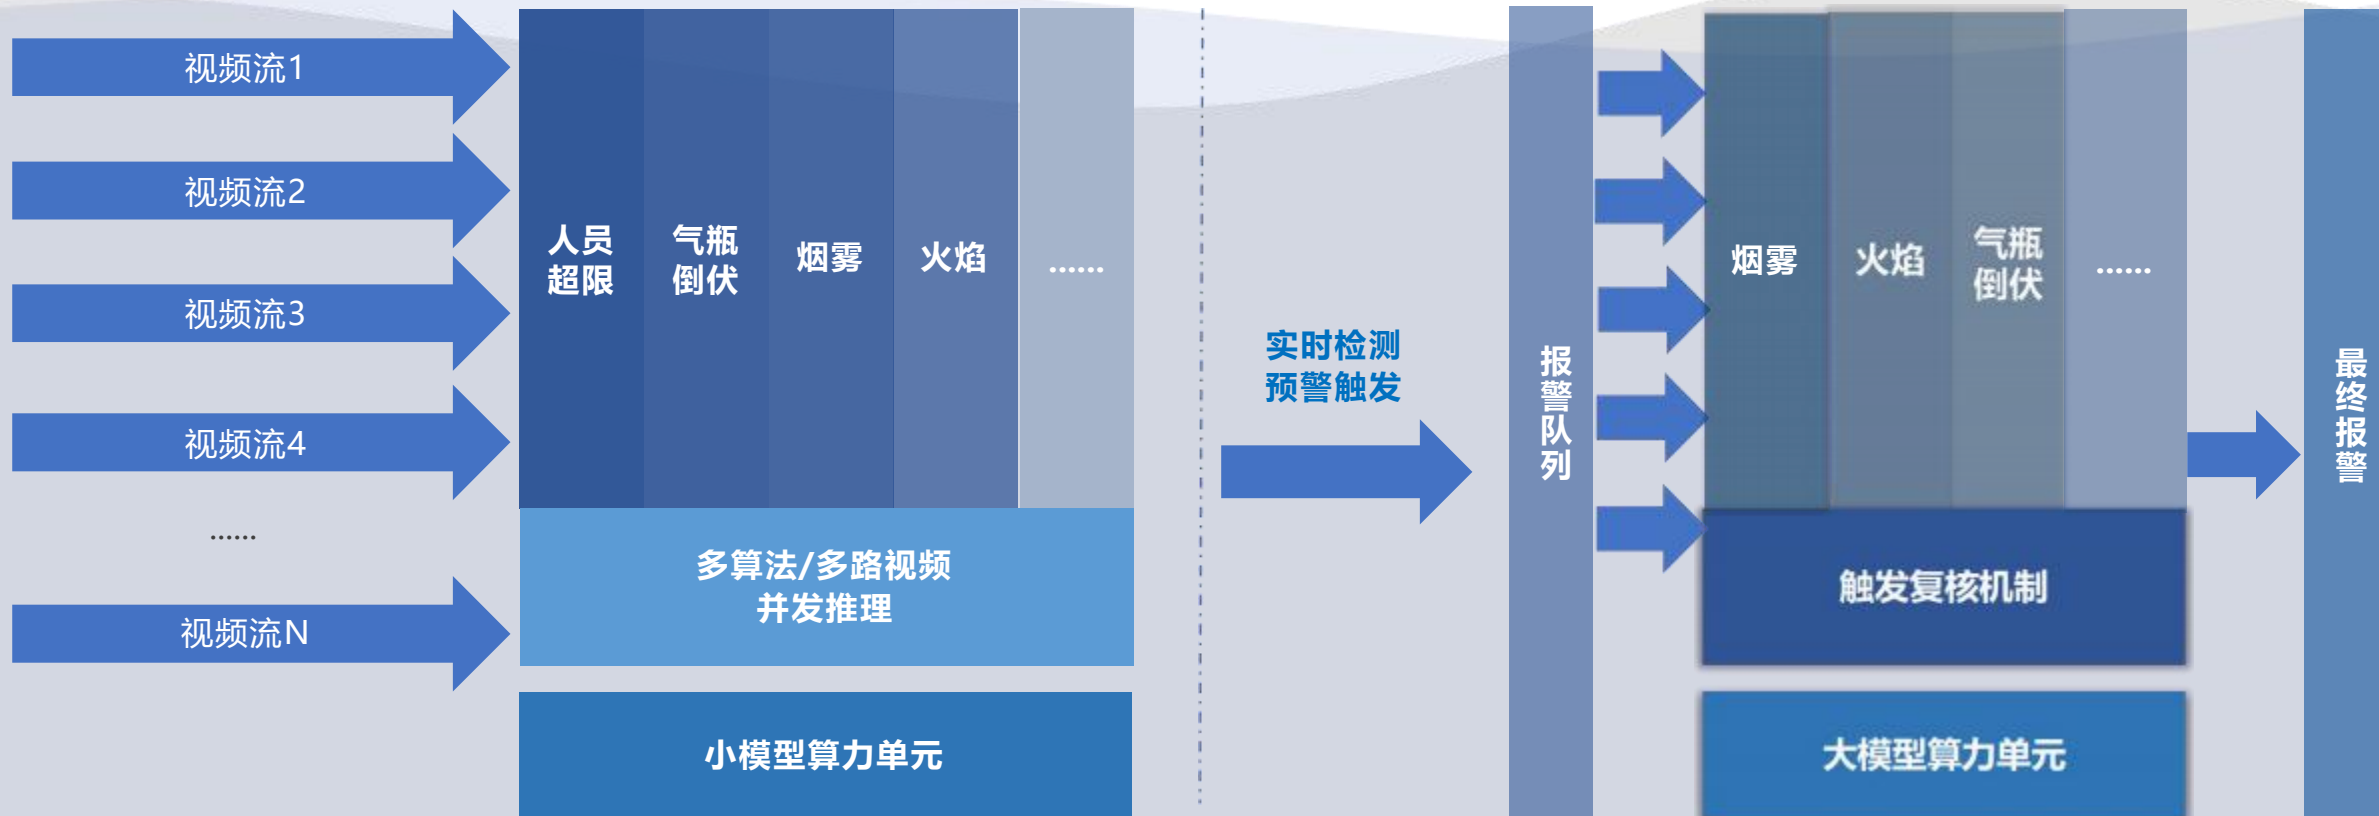 视频流1
视频流2
视频流3
视频流4
......
视频流N
人员
超限
气瓶
倒伏
烟雾
火焰
......
多算法/多路视频
并发推理
小模型算力单元
实时检测
预警触发
报警队列
烟雾
火焰
气瓶
倒伏
......
触发复核机制
大模型算力单元
最终报警